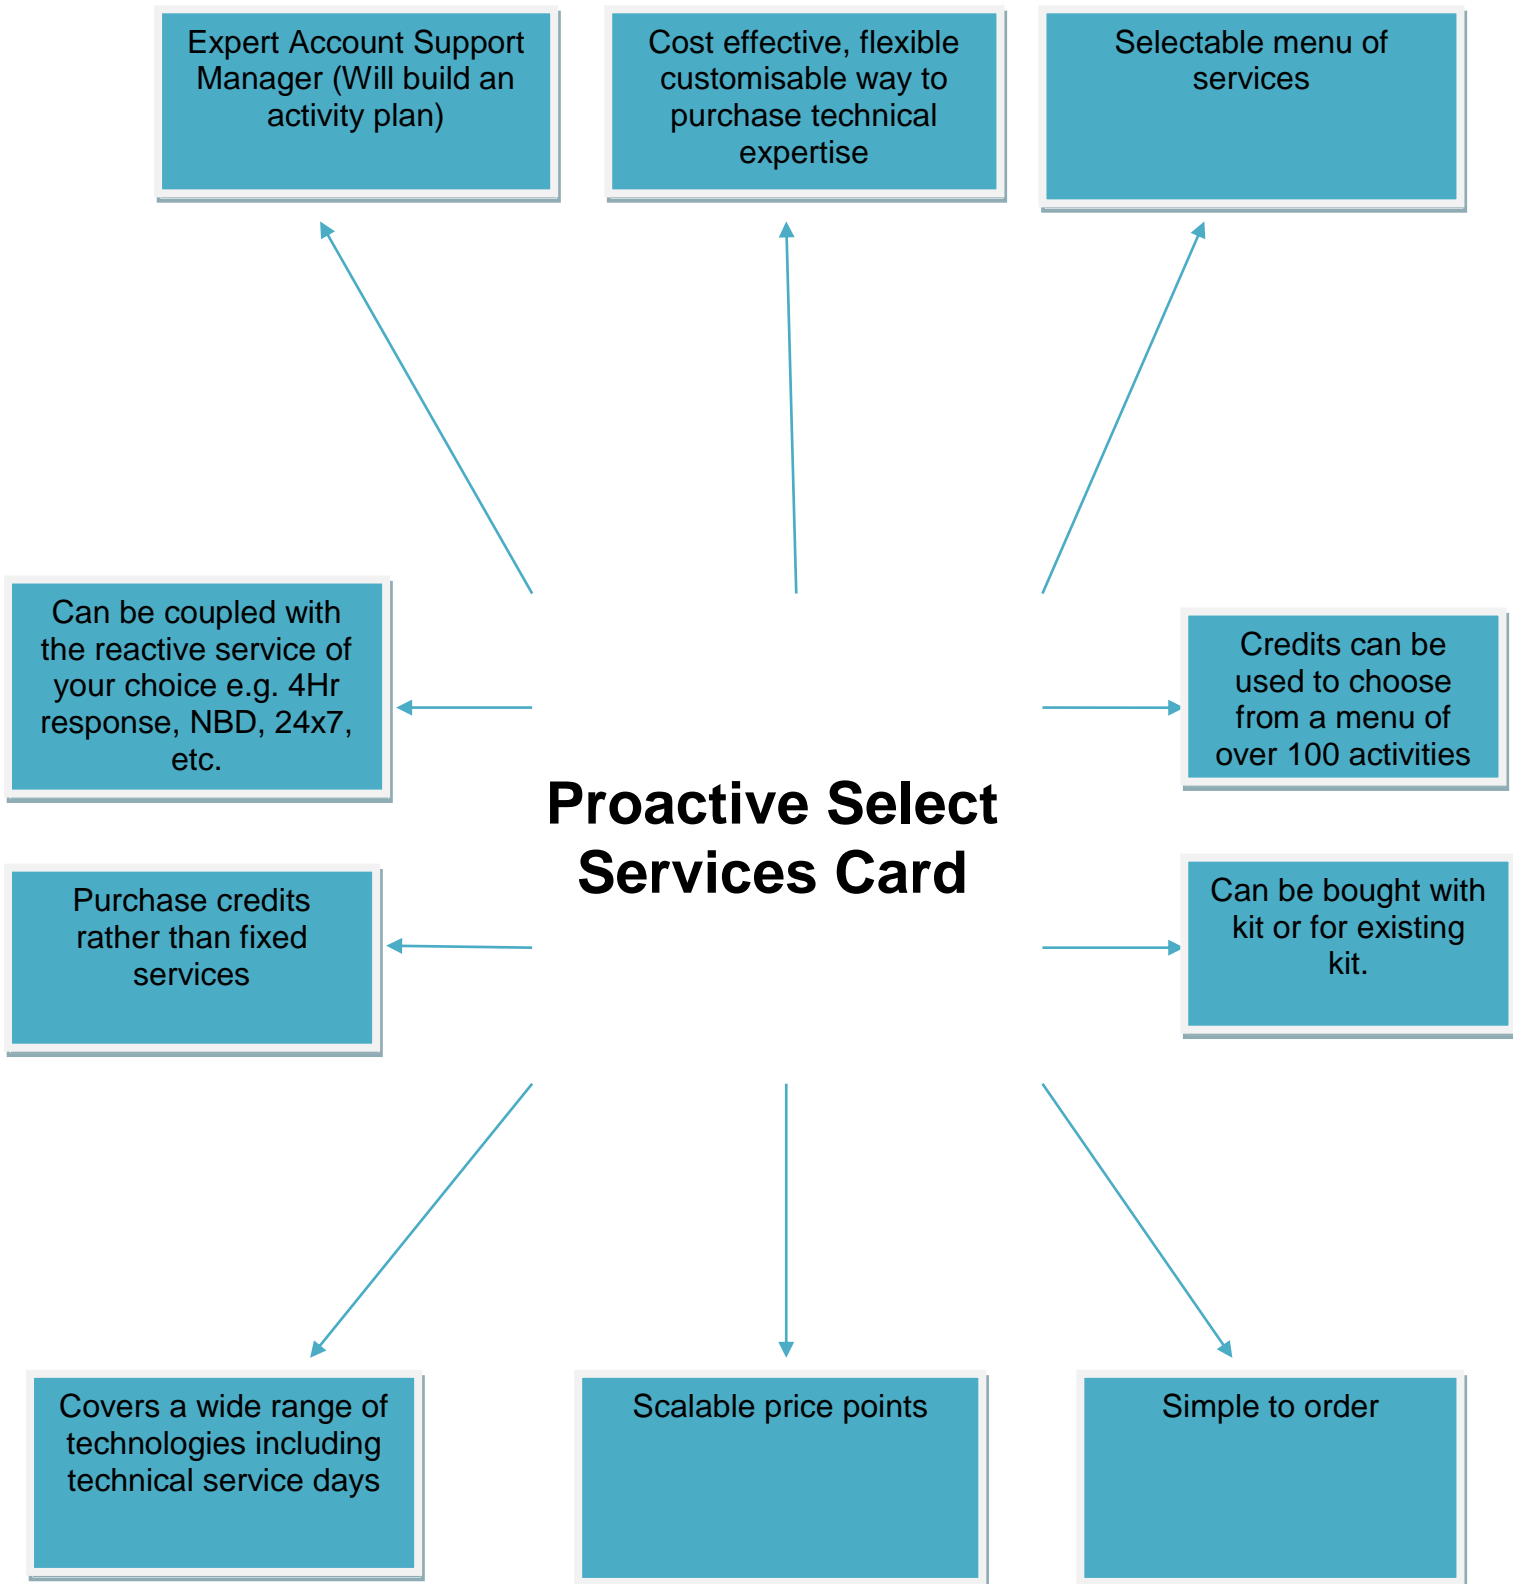 Expert Account Support
Manager (Will build an
activity plan)
Cost effective, flexible
customisable way to
purchase technical
expertise
Selectable menu of
services
Can be coupled with
the reactive service of
your choice e.g. 4Hr
response, NBD, 24x7,
etc.
Credits can be
used to choose
from a menu of
over 100 activities
Proactive Select
Services Card
Purchase credits
rather than fixed
services
Can be bought with
kit or for existing
kit.
Covers a wide range of
technologies including
technical service days
Scalable price points
Simple to order